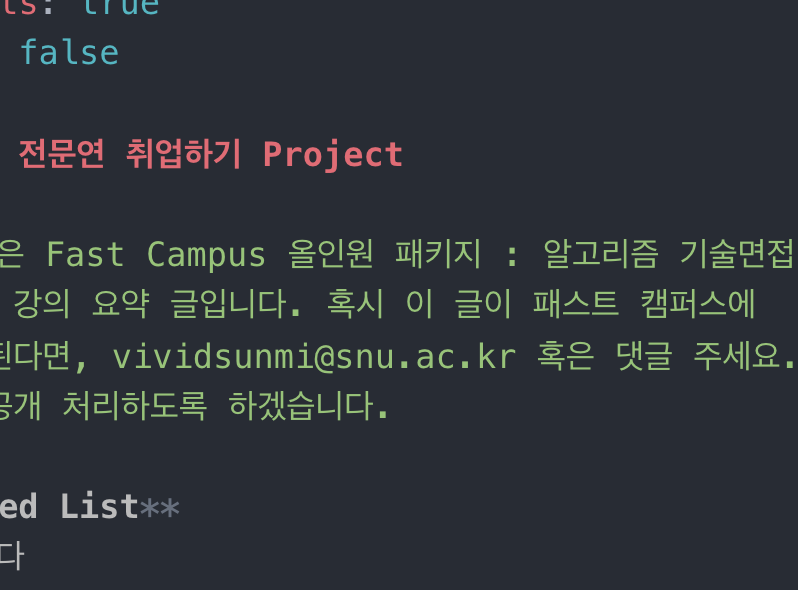 ts: true
false
전문연 취업하기 Project
은 Fast Campus 올인원 패키지 : 알고리즘 기술면접
강의 요약 글입니다. 혹시 이 글이 패스트 캠퍼스에
된다면, vividsunmi@snu.ac.kr 혹은 댓글 주세요.
공개 처리하도록 하겠습니다.
ed List**
다